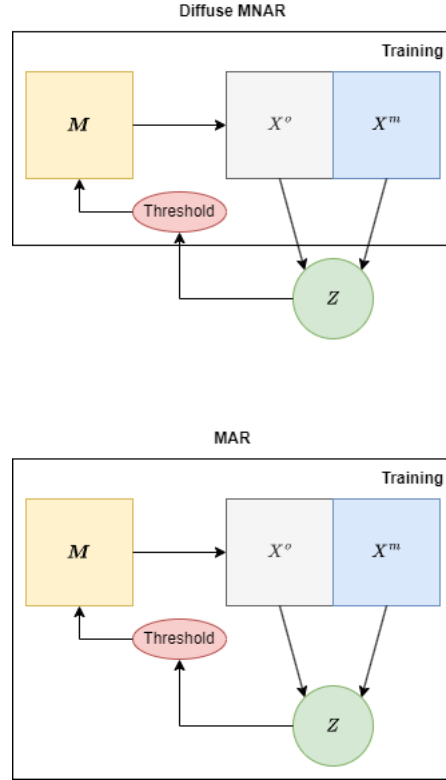 Diffuse MNAR
Training
M
X^o
X^m
Threshold
Z
MAR
Training
M
X^o
X^m
Threshold
Z